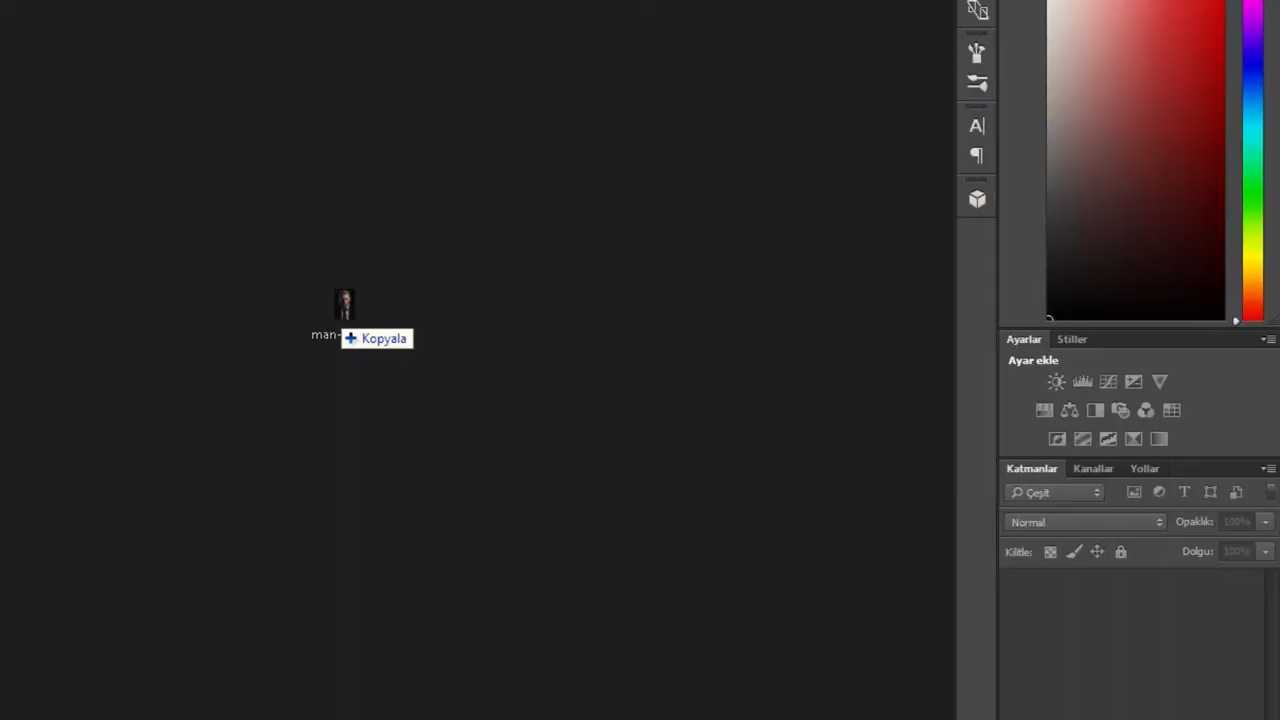 man-
Kopyala
Ayarlar Stiller
Ayar ekle
Katmanlar Kanallar Yollar
Çeşit
Normal Opaklık: 100%
Kilitle: Dolgu: 100%